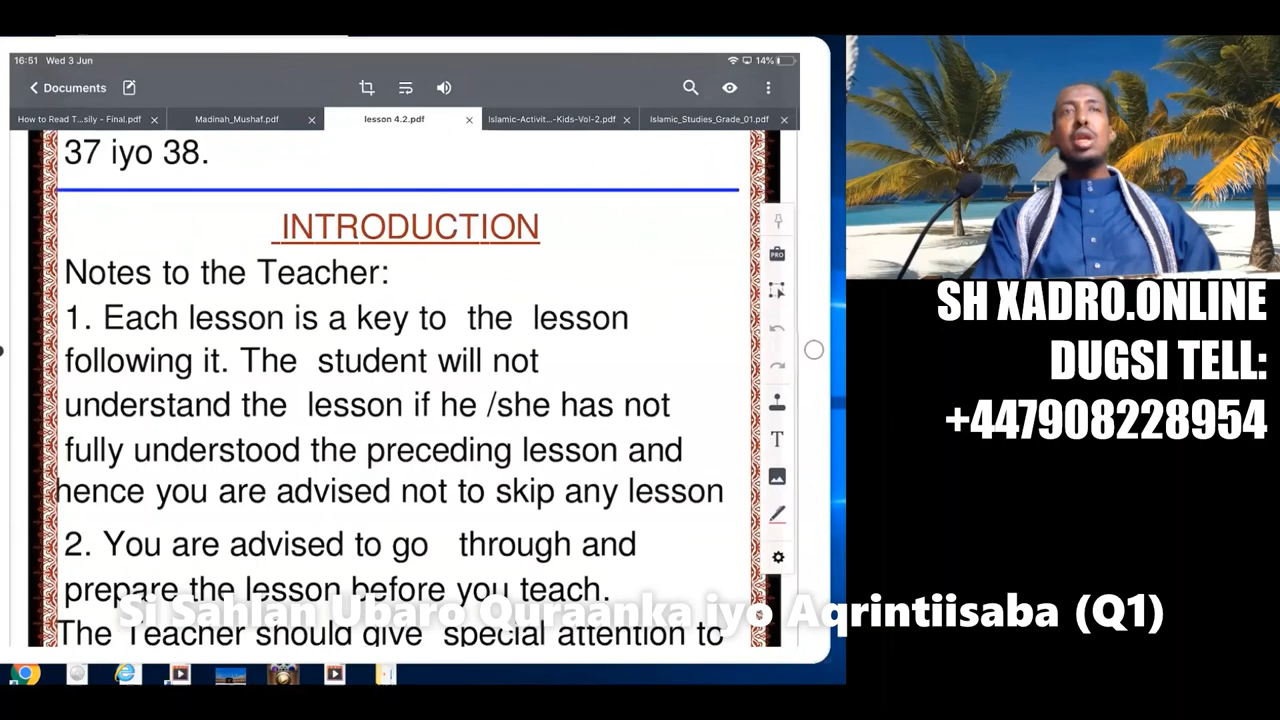 16:51 Wed 3 Jun
14%
Documents
How to Read T...sily - Final.pdf
Madinah_Mushaf.pdf
lesson 4.2.pdf
Islamic-Activit...-Kids-Vol-2.pdf
Islamic_Studies_Grade_01.pdf
37 iyo 38.
INTRODUCTION
Notes to the Teacher:
1. Each lesson is a key to the lesson
following it. The student will not
understand the lesson if he /she has not
fully understood the preceding lesson and
hence you are advised not to skip any lesson
2. You are advised to go through and
prepare the lesson before you teach.
The Teacher should give special attention to
PRO
T
SH XADRO.ONLINE
DUGSI TELL:
+447908228954
Si Sahlan Ubaro Quraanka iyo Aqrintiisaba (Q1)